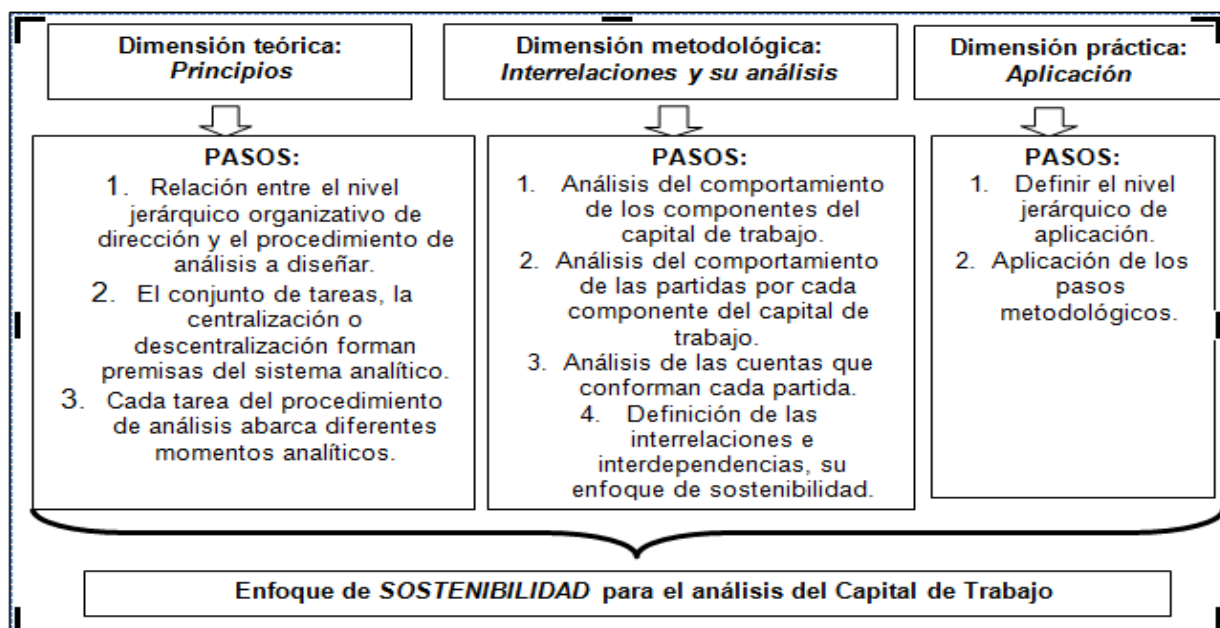 Dimensión teórica:
Principios
Dimensión metodológica:
Interrelaciones y su análisis
Dimensión práctica:
Aplicación
PASOS:
1. Relación entre el nivel
jerárquico organizativo de
dirección y el procedimiento de
análisis a diseñar.
2. El conjunto de tareas, la
centralización o
descentralización forman
premisas del sistema analítico.
3. Cada tarea del procedimiento
de análisis abarca diferentes
momentos analíticos.
PASOS:
1. Análisis del comportamiento
de los componentes del
capital de trabajo.
2. Análisis del comportamiento
de las partidas por cada
componente del capital de
trabajo.
3. Análisis de las cuentas que
conforman cada partida.
4. Definición de las
interrelaciones e
interdependencias, su
enfoque de sostenibilidad.
PASOS:
1. Definir el nivel
jerárquico de
aplicación.
2. Aplicación de los
pasos
metodológicos.
Enfoque de SOSTENIBILIDAD para el análisis del Capital de Trabajo